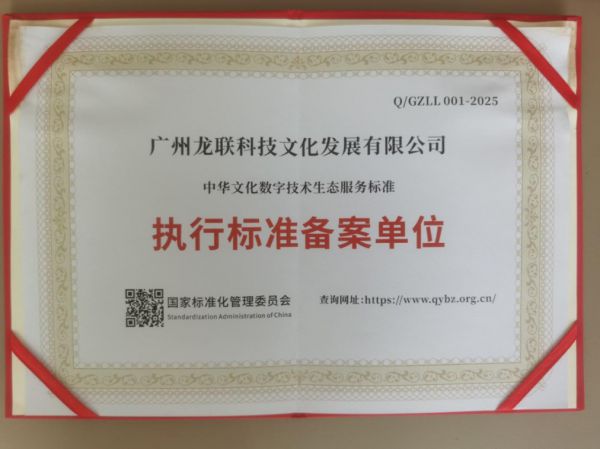 Q/GZLL 001-2025
广州龙联科技文化发展有限公司
中华文化数字技术生态服务标准
执行标准备案单位
国家标准化管理委员会
Standardization Administration of China
查询网址:https://www.qybz.org.cn/